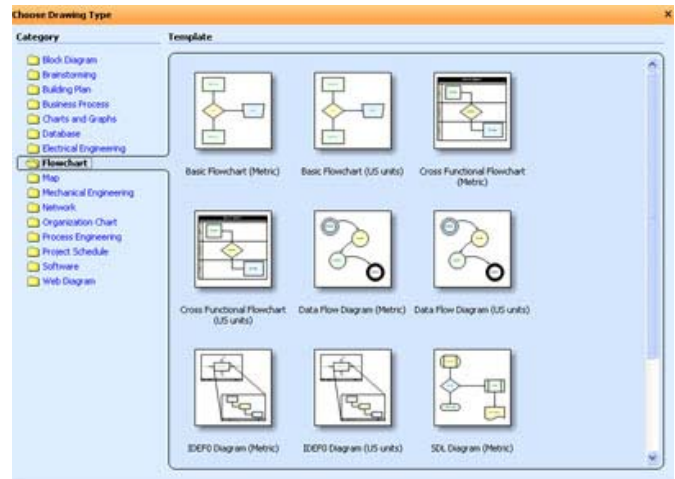 Choose Drawing Type
Category
Template
Block Diagram
Brainstorming
Building Plan
Business Process
Charts and Graphs
Database
Electrical Engineering
Flowchart
Map
Mechanical Engineering
Network
Organization Chart
Process Engineering
Project Schedule
Software
Web Diagram
Basic Flowchart (Metric)
Basic Flowchart (US units)
Cross Functional Flowchart
(Metric)
Cross Functional Flowchart
(US units)
Data Flow Diagram (Metric)
Data Flow Diagram (US units)
IDEF0 Diagram (Metric)
IDEF0 Diagram (US units)
SDL Diagram (Metric)